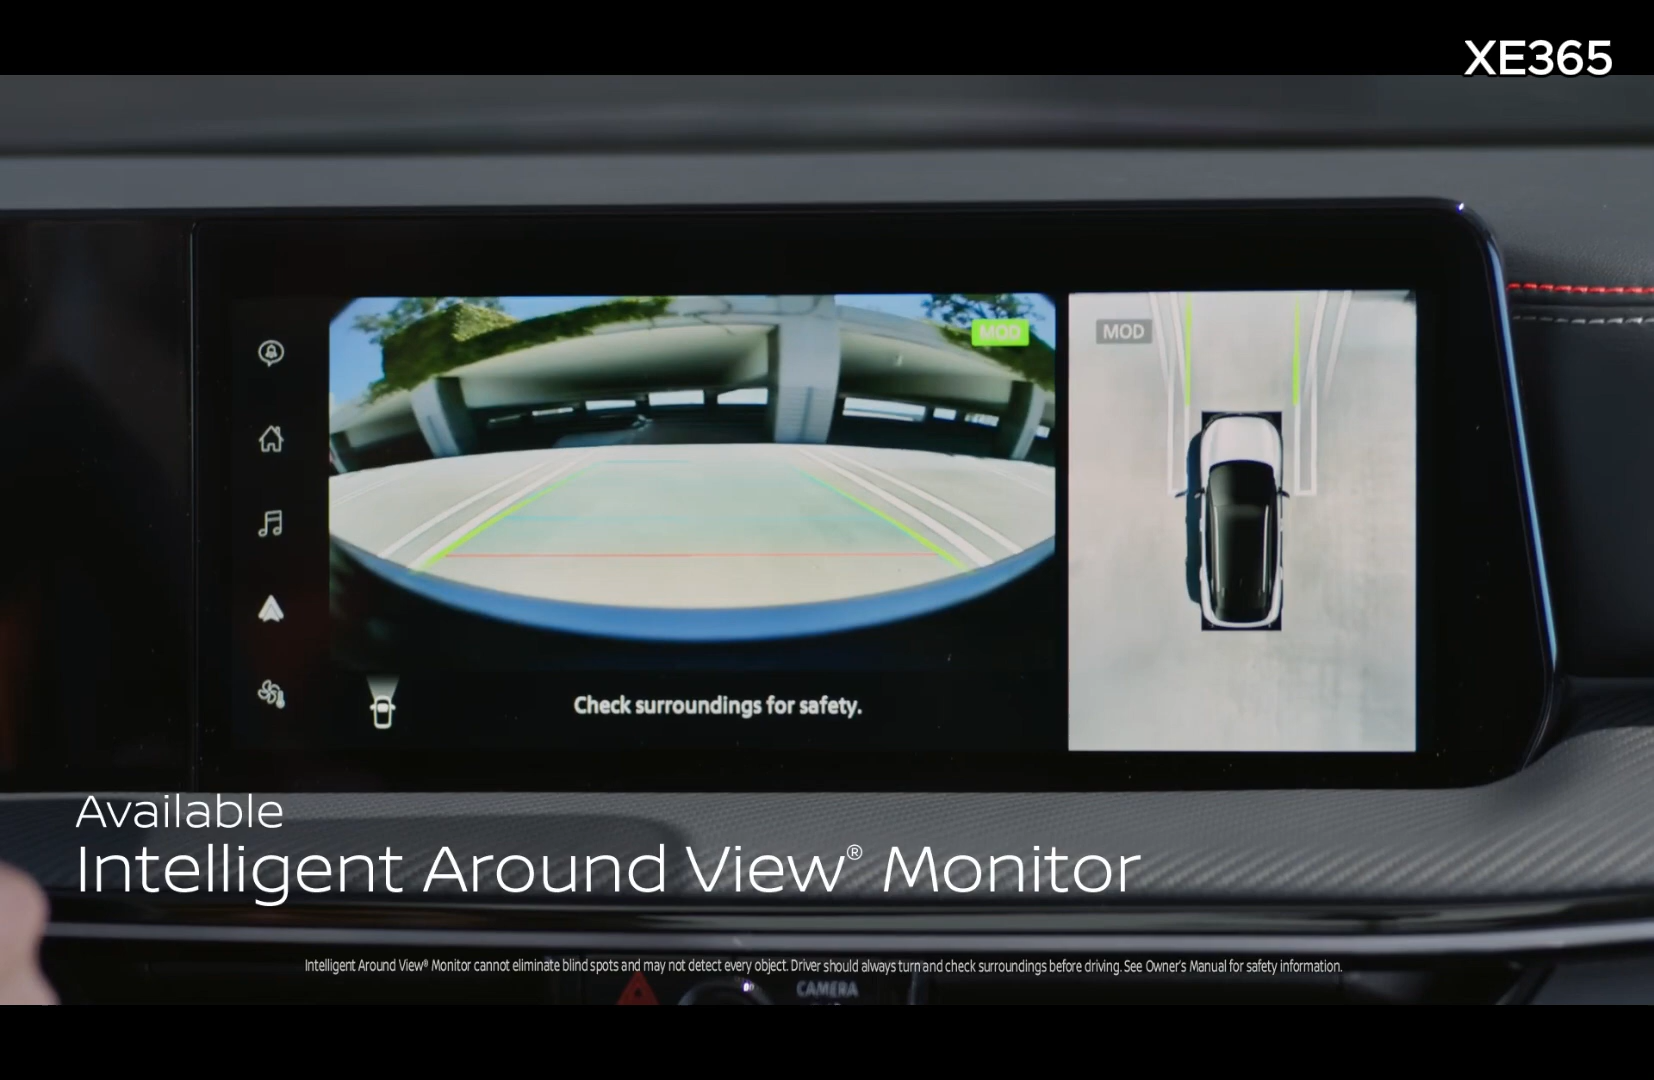 XE365
MOD
MOD
Check surroundings for safety.
Available
Intelligent Around View® Monitor
Intelligent Around View® Monitor cannot eliminate blind spots and may not detect every object. Driver should always turn and check surroundings before driving. See Owner's Manual for safety information.
CAMERA